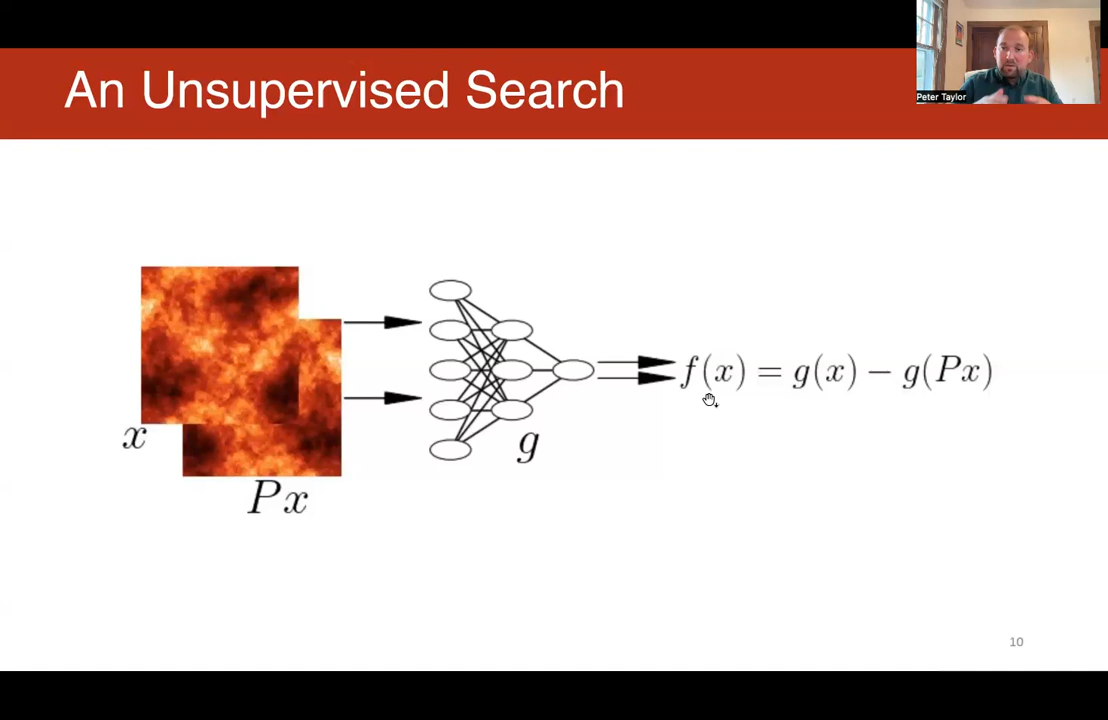 An Unsupervised Search
Peter Taylor
x
Px
g
f(x) = g(x) − g(Px)
10